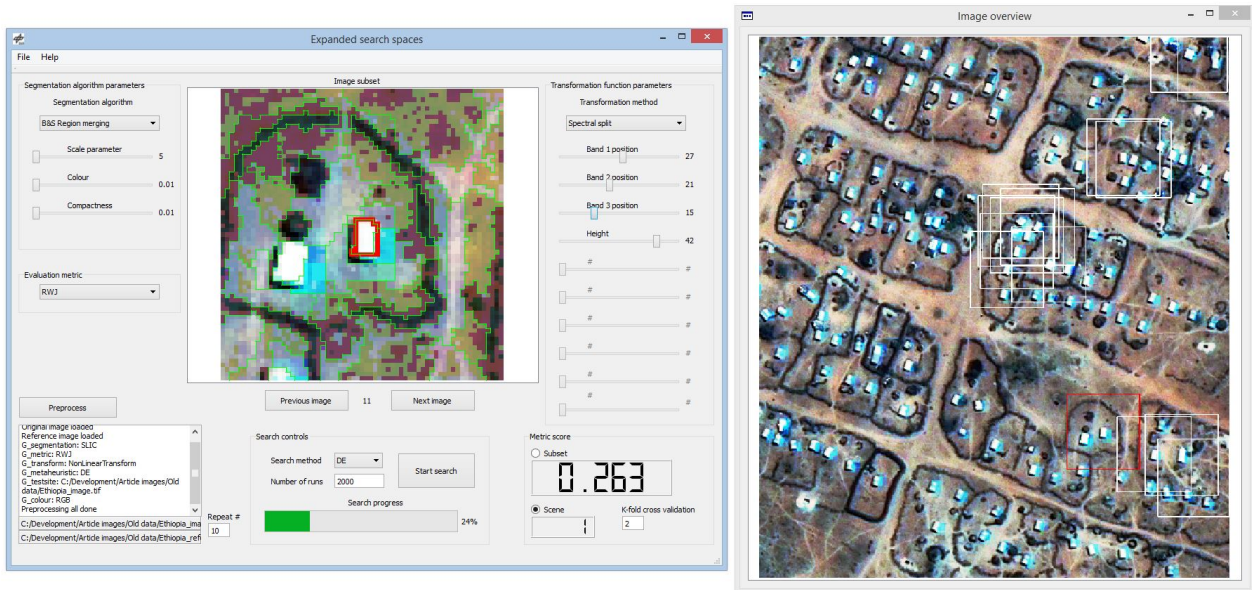 Expanded search spaces
File Help
Segmentation algorithm parameters
Segmentation algorithm
B&S Region merging
Scale parameter
5
Colour
0.01
Compactness
0.01
Evaluation metric
RWJ
Image subset
Transformation function parameters
Transformation method
Spectral split
Band 1 position
27
Band 2 position
21
Band 3 position
15
Height
42
# #
# #
# #
# #
# #
# #
Previous image 11 Next image
Preprocess
Original image loaded
Reference image loaded
G_segmentation: SLIC
G_metric: RWJ
G_transform: NonLinearTransform
G_metaheuristic: DE
G_testsite: C:/Development/Article images/Old
data/Ethiopia_image.tif
G_colour: RGB
Preprocessing all done
C:/Development/Article images/Old data/Ethiopia_ima
C:/Development/Article images/Old data/Ethiopia_refe
Repeat #
10
Search controls
Search method DE
Number of runs 2000
Start search
Search progress
24%
Metric score
Subset
0.263
Scene
1
K-fold cross validation
2
Image overview